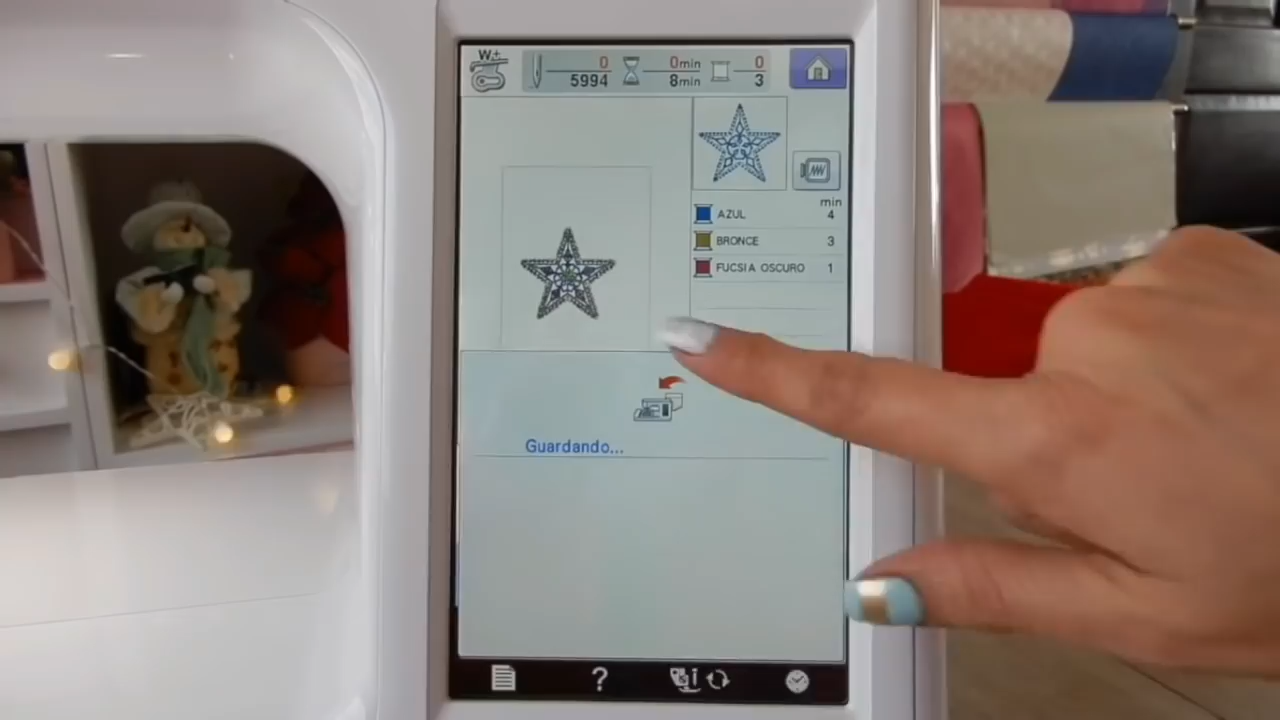 W+
0 0min 0
5994 8min 3
min
AZUL 4
BRONCE 3
FUCSIA OSCURO 1
Guardando...
?